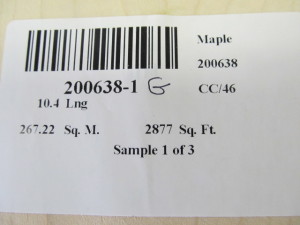 Maple
200638
200638-1 G CC/46
10.4 Lng
267.22 Sq. M. 2877 Sq. Ft.
Sample 1 of 3